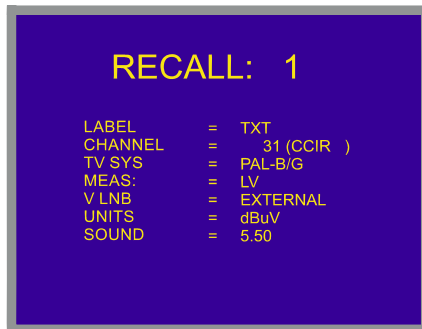 RECALL: 1
LABEL = TXT
CHANNEL = 31 (CCIR )
TV SYS = PAL-B/G
MEAS: = LV
V LNB = EXTERNAL
UNITS = dBuV
SOUND = 5.50